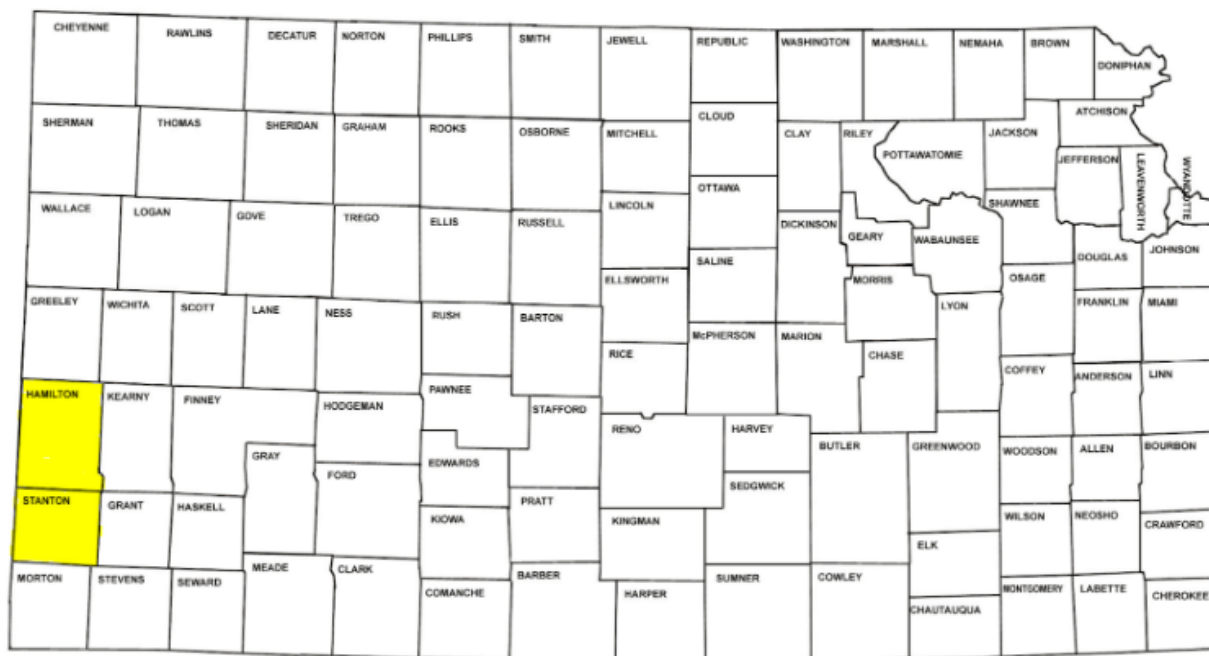 CHEYENNE
RAWLINS
DECATUR
NORTON
PHILLIPS
SMITH
JEWELL
REPUBLIC
WASHINGTON
MARSHALL
NEMAHA
BROWN
DONIPHAN
SHERMAN
THOMAS
SHERIDAN
GRAHAM
ROOKS
OSBORNE
MITCHELL
CLOUD
CLAY
RILEY
POTTAWATOMIE
JACKSON
ATCHISON
JEFFERSON
LEAVENWORTH
WYANDOTTE
WALLACE
LOGAN
GOVE
TREGO
ELLIS
RUSSELL
LINCOLN
OTTAWA
DICKINSON
GEARY
WABAUNSEE
SHAWNEE
DOUGLAS
JOHNSON
ELLSWORTH
SALINE
MORRIS
OSAGE
GREELEY
WICHITA
SCOTT
LANE
NESS
RUSH
BARTON
RICE
McPHERSON
MARION
CHASE
LYON
FRANKLIN
MIAMI
HAMILTON
KEARNY
FINNEY
HODGEMAN
PAWNEE
STAFFORD
COFFEY
ANDERSON
LINN
GRAY
FORD
EDWARDS
RENO
HARVEY
BUTLER
GREENWOOD
WOODSON
ALLEN
BOURBON
STANTON
GRANT
HASKELL
KIOWA
PRATT
KINGMAN
SEDGWICK
ELK
WILSON
NEOSHO
CRAWFORD
MORTON
STEVENS
SEWARD
MEADE
CLARK
COMANCHE
BARBER
HARPER
SUMNER
COWLEY
CHAUTAUQUA
MONTGOMERY
LABETTE
CHEROKEE